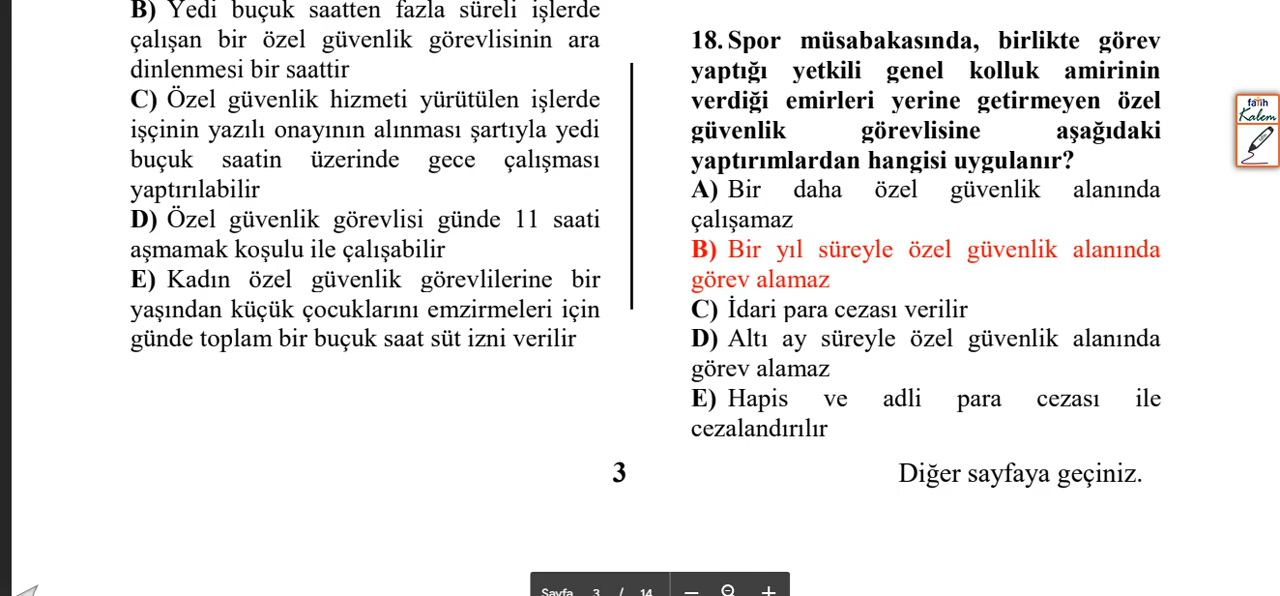 B) Yedi buçuk saatten fazla süreli işlerde
çalışan bir özel güvenlik görevlisinin ara
dinlenmesi bir saattir
C) Özel güvenlik hizmeti yürütülen işlerde
işçinin yazılı onayının alınması şartıyla yedi
buçuk saatin üzerinde gece çalışması
yaptırılabilir
D) Özel güvenlik görevlisi günde 11 saati
aşmamak koşulu ile çalışabilir
E) Kadın özel güvenlik görevlilerine bir
yaşından küçük çocuklarını emzirmeleri için
günde toplam bir buçuk saat süt izni verilir
18. Spor müsabakasında, birlikte görev
yaptığı yetkili genel kolluk amirinin
verdiği emirleri yerine getirmeyen özel
güvenlik görevlisine aşağıdaki
yaptırımlardan hangisi uygulanır?
A) Bir daha özel güvenlik alanında
çalışamaz
B) Bir yıl süreyle özel güvenlik alanında
görev alamaz
C) İdari para cezası verilir
D) Altı ay süreyle özel güvenlik alanında
görev alamaz
E) Hapis ve adli para cezası ile
cezalandırılır
3
Diğer sayfaya geçiniz.
fatih
Kalem
Sayfa 3 / 14